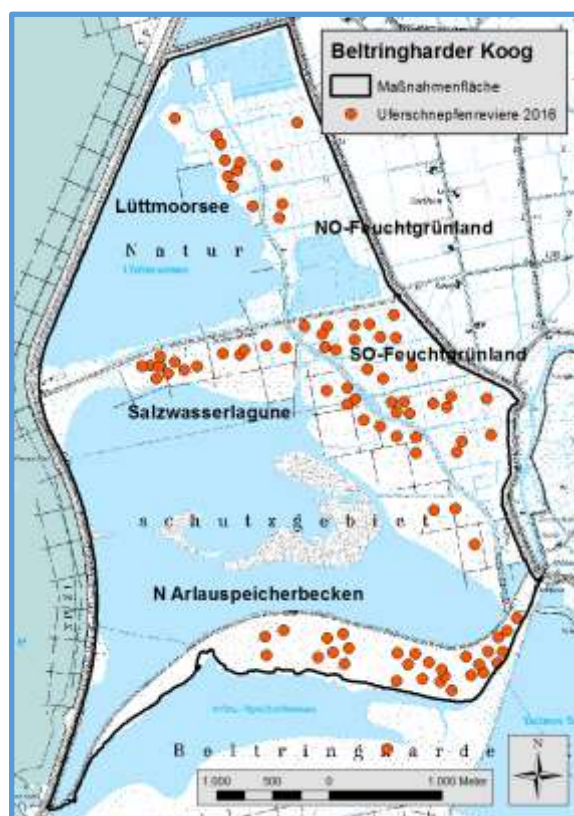 Beltringharder Koog
Maßnahmenfläche
Uferschnepfenreviere 2016
Lüttmoorsee
NO-Feuchtgrünland
N a t u r
SO-Feuchtgrünland
Salzwasserlagune
s c h u t z g e b i e t
N Arlauspeicherbecken
B e l t r i n g h a r d e
N
1.000 500 0 1.000 Meter